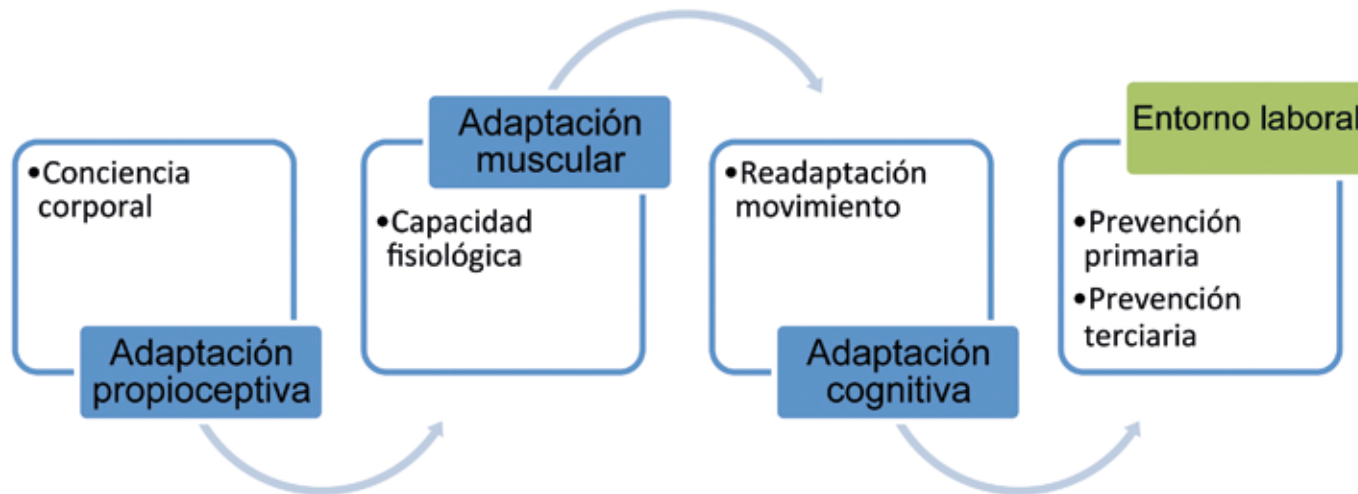 •Conciencia
corporal
Adaptación
propioceptiva
Adaptación
muscular
•Capacidad
fisiológica
•Readaptación
movimiento
Adaptación
cognitiva
Entorno laboral
•Prevención
primaria
•Prevención
terciaria